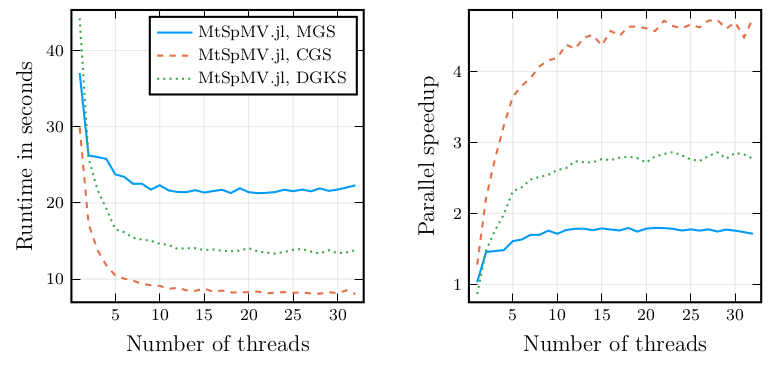 Runtime in seconds
40
30
20
10
MtSpMV.jl, MGS
MtSpMV.jl, CGS
MtSpMV.jl, DGKS
5 10 15 20 25 30
Number of threads
Parallel speedup
4
3
2
1
5 10 15 20 25 30
Number of threads